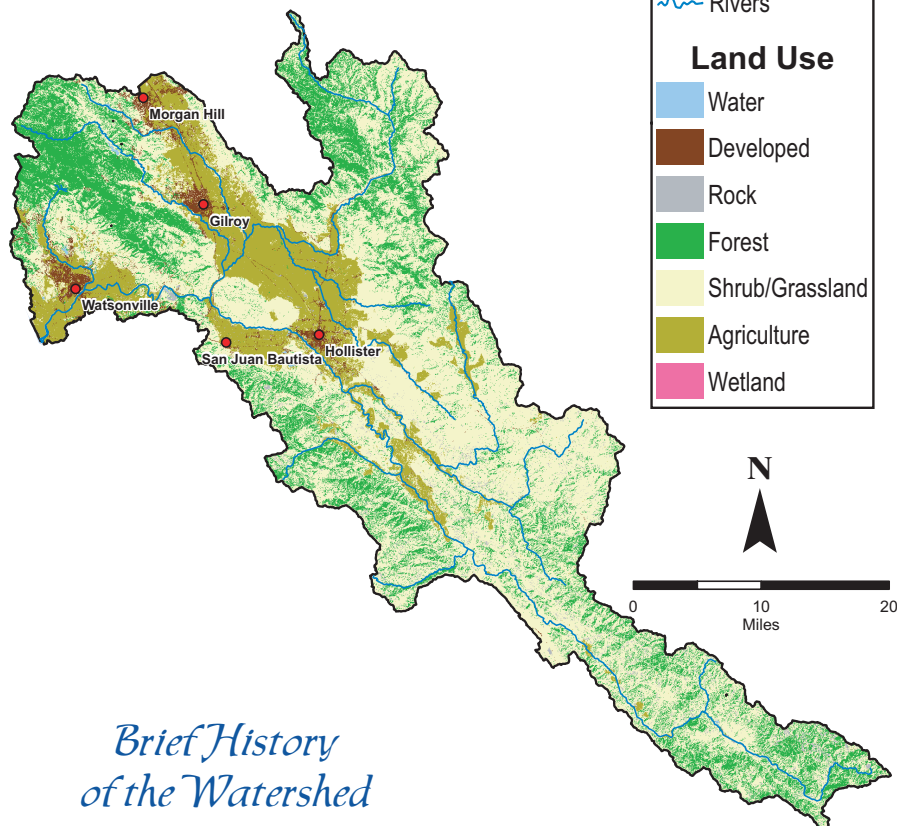 Rivers
Land Use
Water
Developed
Rock
Forest
Shrub/Grassland
Agriculture
Wetland
Morgan Hill
Gilroy
Watsonville
San Juan Bautista
Hollister
N
0 10 20
Miles
Brief History
of the Watershed